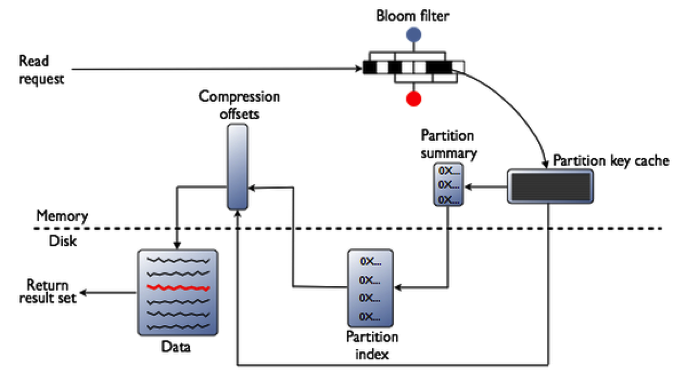 Bloom filter
Read
request
Compression
offsets
Partition
summary
0X...
0X...
0X...
Partition key cache
Memory
Disk
Return
result set
Data
0X...
0X...
0X...
0X...
Partition
index